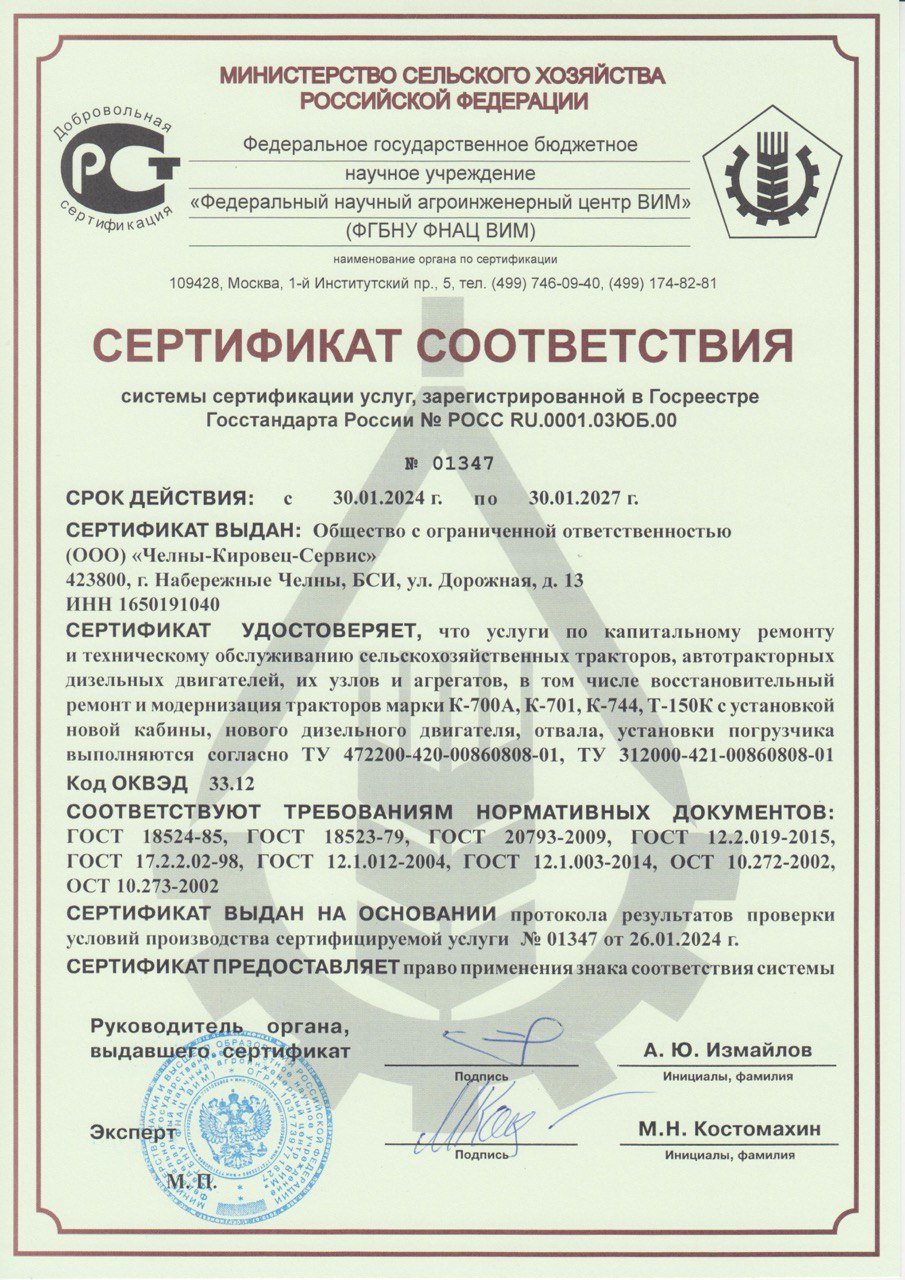 МИНИСТЕРСТВО СЕЛЬСКОГО ХОЗЯЙСТВА
РОССИЙСКОЙ ФЕДЕРАЦИИ
Добровольная
РСТ
сертификация
Федеральное государственное бюджетное
научное учреждение
«Федеральный научный агроинженерный центр ВИМ»
(ФГБНУ ФНАЦ ВИМ)
наименование органа по сертификации
109428, Москва, 1-й Институтский пр., 5, тел. (499) 746-09-40, (499) 174-82-81
СЕРТИФИКАТ СООТВЕТСТВИЯ
системы сертификации услуг, зарегистрированной в Госреестре
Госстандарта России № РОСС RU.0001.03ЮБ.00
№ 01347
СРОК ДЕЙСТВИЯ: с 30.01.2024 г. по 30.01.2027 г.
СЕРТИФИКАТ ВЫДАН: Общество с ограниченной ответственностью
(ООО) «Челны-Кировец-Сервис»
423800, г. Набережные Челны, БСИ, ул. Дорожная, д. 13
ИНН 1650191040
СЕРТИФИКАТ УДОСТОВЕРЯЕТ, что услуги по капитальному ремонту
и техническому обслуживанию сельскохозяйственных тракторов, автотракторных
дизельных двигателей, их узлов и агрегатов, в том числе восстановительный
ремонт и модернизация тракторов марки К-700А, К-701, К-744, Т-150К с установкой
новой кабины, нового дизельного двигателя, отвала, установки погрузчика
выполняются согласно ТУ 472200-420-00860808-01, ТУ 312000-421-00860808-01
Код ОКВЭД 33.12
СООТВЕТСТВУЮТ ТРЕБОВАНИЯМ НОРМАТИВНЫХ ДОКУМЕНТОВ:
ГОСТ 18524-85, ГОСТ 18523-79, ГОСТ 20793-2009, ГОСТ 12.2.019-2015,
ГОСТ 17.2.2.02-98, ГОСТ 12.1.012-2004, ГОСТ 12.1.003-2014, ОСТ 10.272-2002,
ОСТ 10.273-2002
СЕРТИФИКАТ ВЫДАН НА ОСНОВАНИИ протокола результатов проверки
условий производства сертифицируемой услуги № 01347 от 26.01.2024 г.
СЕРТИФИКАТ ПРЕДОСТАВЛЯЕТ право применения знака соответствия системы
Руководитель органа,
выдавшего сертификат
Подпись
А. Ю. Измайлов
Инициалы, фамилия
Эксперт
Подпись
М.Н. Костомахин
Инициалы, фамилия
М. П.